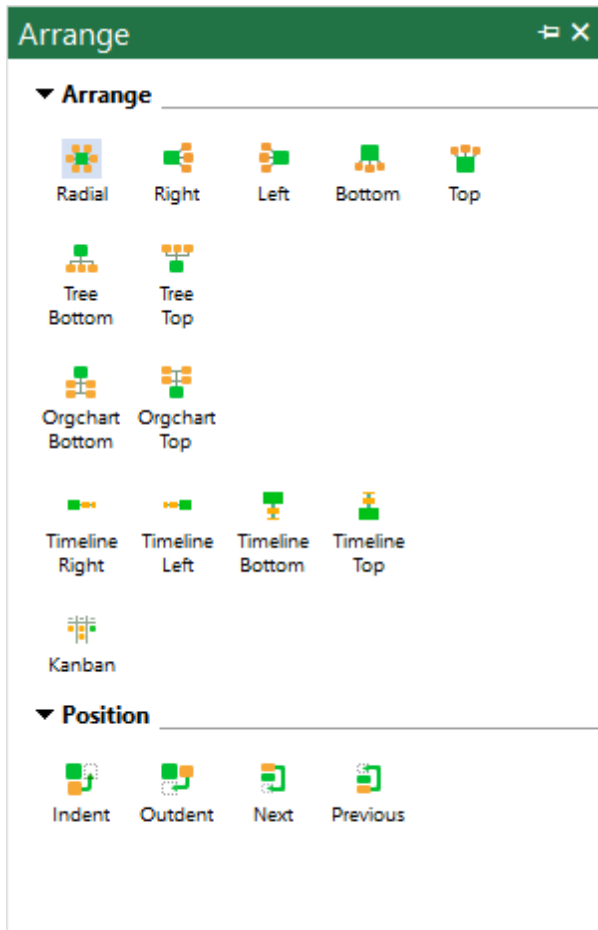 Arrange
Arrange
Radial Right Left Bottom Top
Tree Tree
Bottom Top
Orgchart Orgchart
Bottom Top
Timeline Timeline Timeline Timeline
Right Left Bottom Top
Kanban
Position
Indent Outdent Next Previous